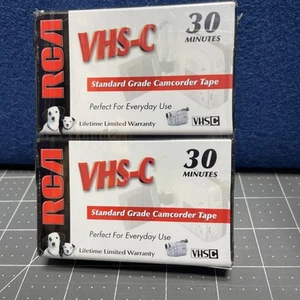 RCA
VHS-C
30
MINUTES
Standard Grade Camcorder Tape
Perfect For Everyday Use
Lifetime Limited Warranty
VHS C
RCA
VHS-C
30
MINUTES
Standard Grade Camcorder Tape
Perfect For Everyday Use
Lifetime Limited Warranty
VHS C